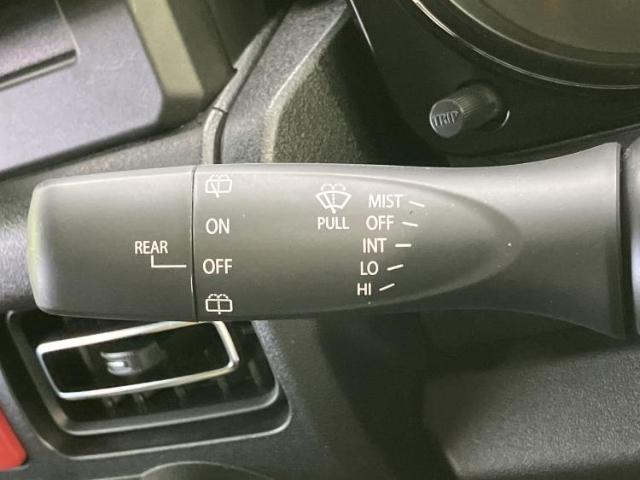 TRIP
REAR
ON
OFF
PULL
MIST
OFF
INT
LO
HI